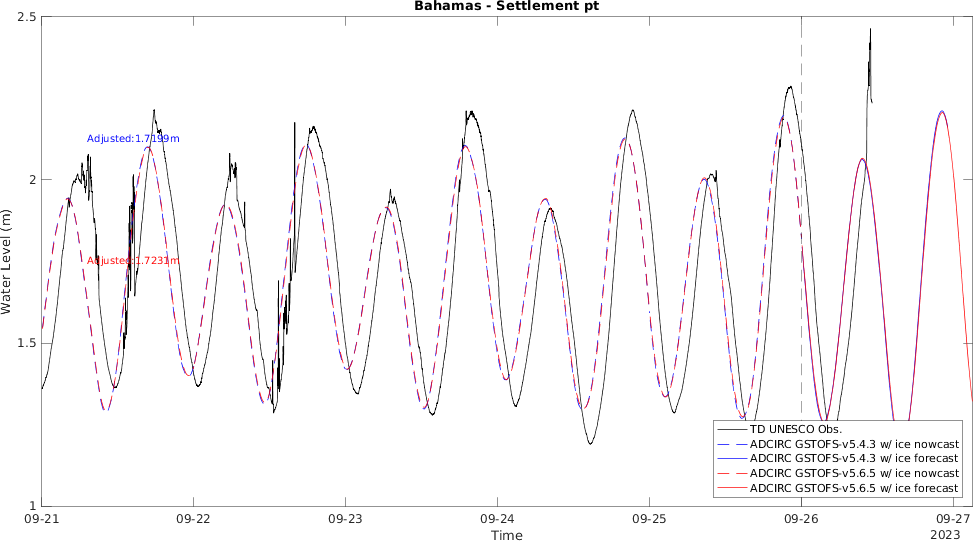 Bahamas - Settlement pt
2.5
Adjusted:1.7199m
2
Adjusted:1.7231m
Water Level (m)
1.5
TD UNESCO Obs.
ADCIRC GSTOFS-v5.4.3 w/ ice nowcast
ADCIRC GSTOFS-v5.4.3 w/ ice forecast
ADCIRC GSTOFS-v5.6.5 w/ ice nowcast
ADCIRC GSTOFS-v5.6.5 w/ ice forecast
1
09-21 09-22 09-23 09-24 09-25 09-26 09-27
Time
2023